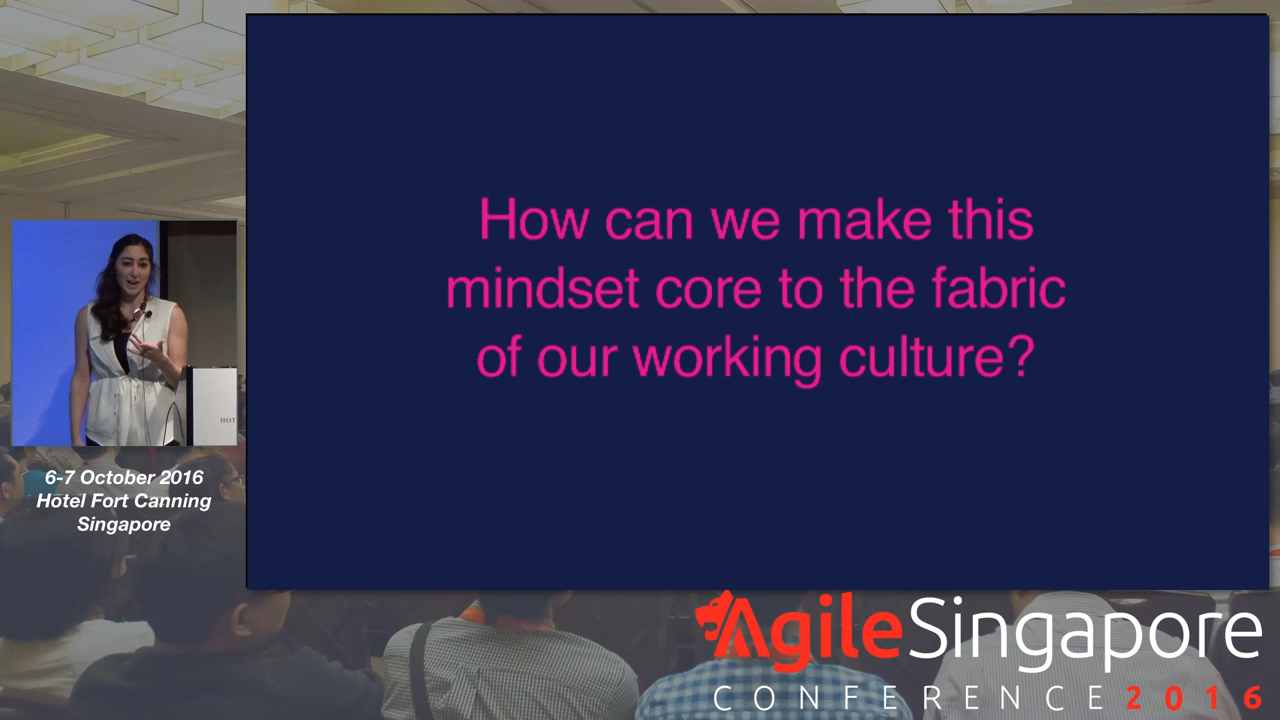 How can we make this
mindset core to the fabric
of our working culture?
HOT
6-7 October 2016
Hotel Fort Canning
Singapore
AgileSingapore
CONFERENCE 2016